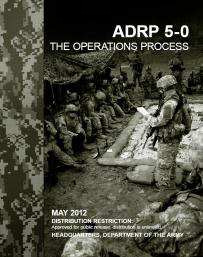 ADRP 5-0
THE OPERATIONS PROCESS
MAY 2012
DISTRIBUTION RESTRICTION:
Approved for public release; distribution is unlimited.
HEADQUARTERS, DEPARTMENT OF THE ARMY